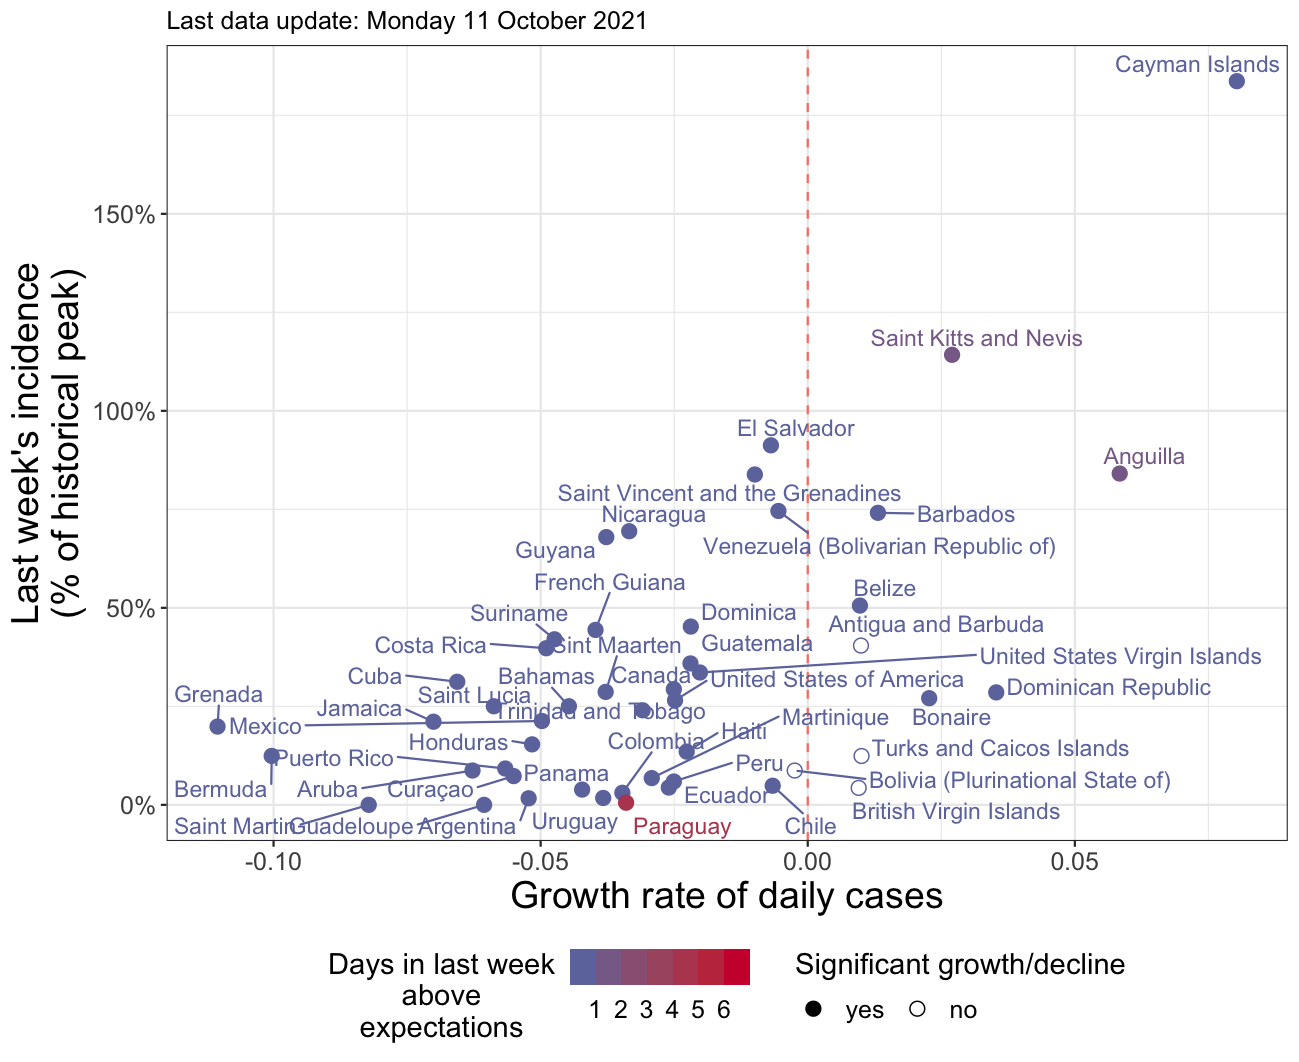 Last data update: Monday 11 October 2021
Last week's incidence
(% of historical peak)
150%
100%
50%
0%
Cayman Islands
Saint Kitts and Nevis
El Salvador
Anguilla
Saint Vincent and the Grenadines
Nicaragua
Barbados
Guyana
Venezuela (Bolivarian Republic of)
French Guiana
Belize
Suriname
Dominica
Antigua and Barbuda
Costa Rica
Sint Maarten
Guatemala
United States Virgin Islands
Cuba
Bahamas
Canada
United States of America
Dominican Republic
Grenada
Saint Lucia
Jamaica
Trinidad and Tobago
Bonaire
Mexico
Martinique
Haiti
Honduras
Colombia
Turks and Caicos Islands
Puerto Rico
Peru
Panama
Bolivia (Plurinational State of)
Bermuda
Aruba
Curaçao
Ecuador
British Virgin Islands
Saint Martin
Guadeloupe
Argentina
Uruguay
Paraguay
Chile
-0.10
-0.05
0.00
0.05
Growth rate of daily cases
Days in last week
above
expectations
1 2 3 4 5 6
Significant growth/decline
yes
no